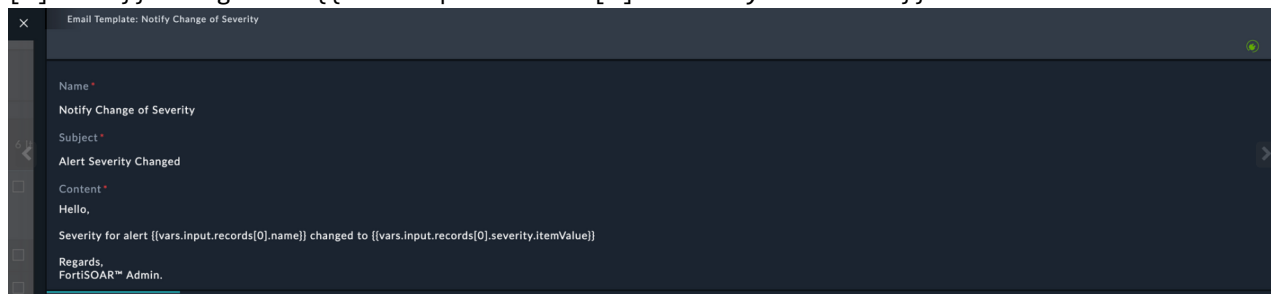 Email Template: Notify Change of Severity
Name *
Notify Change of Severity
Subject *
Alert Severity Changed
Content *
Hello,
Severity for alert {{vars.input.records[0].name}} changed to {{vars.input.records[0].severity.itemValue}}
Regards,
FortiSOAR™ Admin.